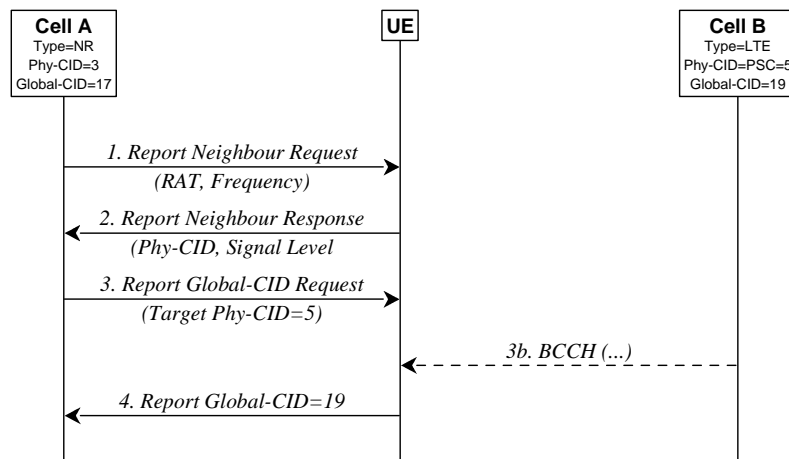 Cell A
Type=NR
Phy-CID=3
Global-CID=17
UE
Cell B
Type=LTE
Phy-CID=PSC=5
Global-CID=19
1. Report Neighbour Request
(RAT, Frequency)
2. Report Neighbour Response
(Phy-CID, Signal Level
3. Report Global-CID Request
(Target Phy-CID=5)
3b. BCCH (...)
4. Report Global-CID=19